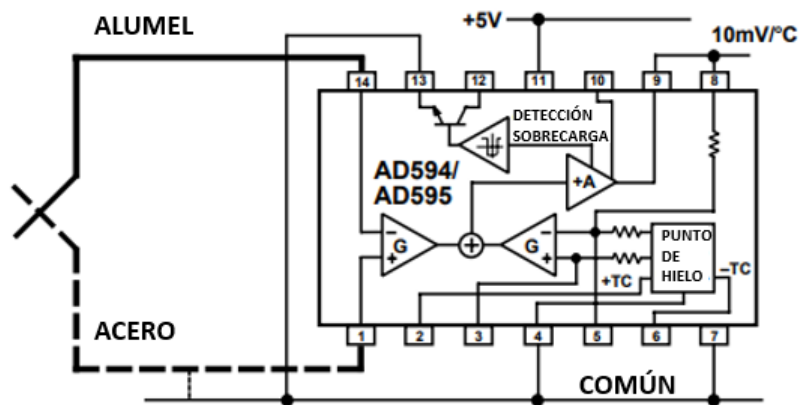 ALUMEL
+5V
10mV/ºC
14 13 12 11 10 9 8
DETECCIÓN
SOBRECARGA
AD594/
AD595
+A
G
G
PUNTO
DE
HIELO
+TC
–TC
1 2 3 4 5 6 7
ACERO
COMÚN